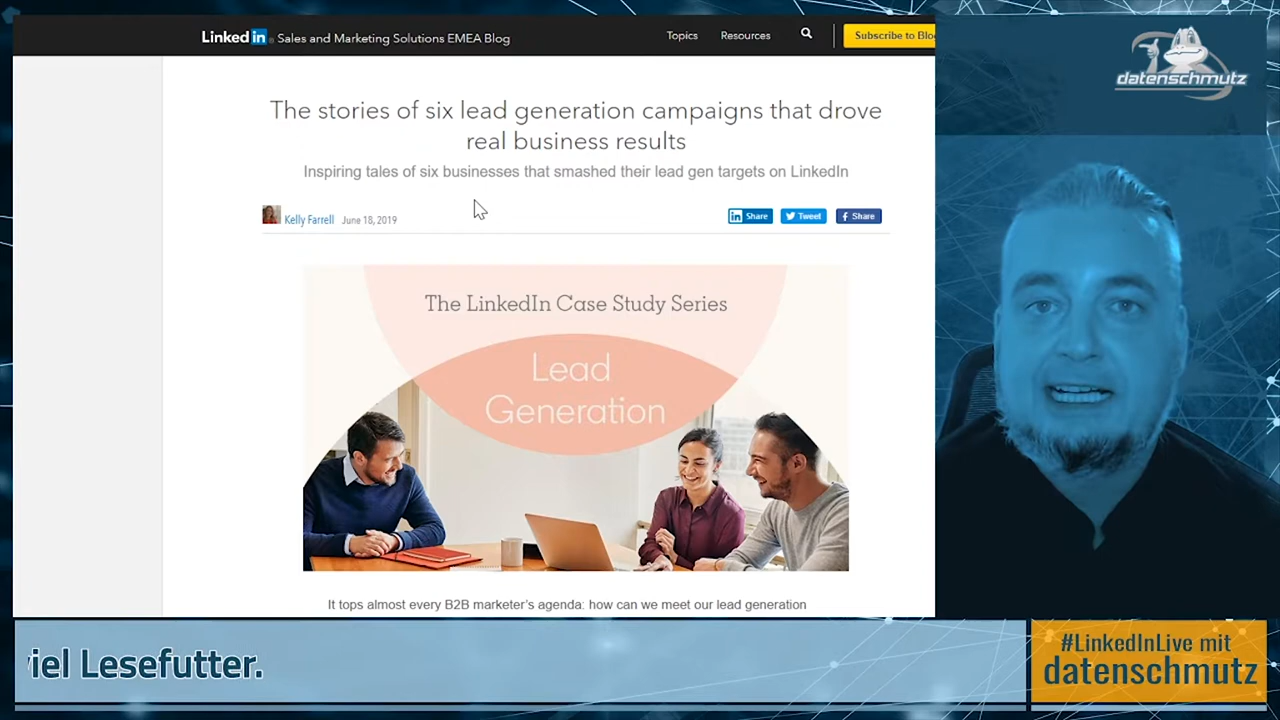 Linked in Sales and Marketing Solutions EMEA Blog
Topics
Resources
Subscribe to Blo
datenschmutz
The stories of six lead generation campaigns that drove
real business results
Inspiring tales of six businesses that smashed their lead gen targets on LinkedIn
Kelly Farrell June 18, 2019
in Share
Tweet
f Share
The LinkedIn Case Study Series
Lead
Generation
It tops almost every B2B marketer's agenda: how can we meet our lead generation
iel Lesefutter.
#LinkedInLive mit
datenschmutz